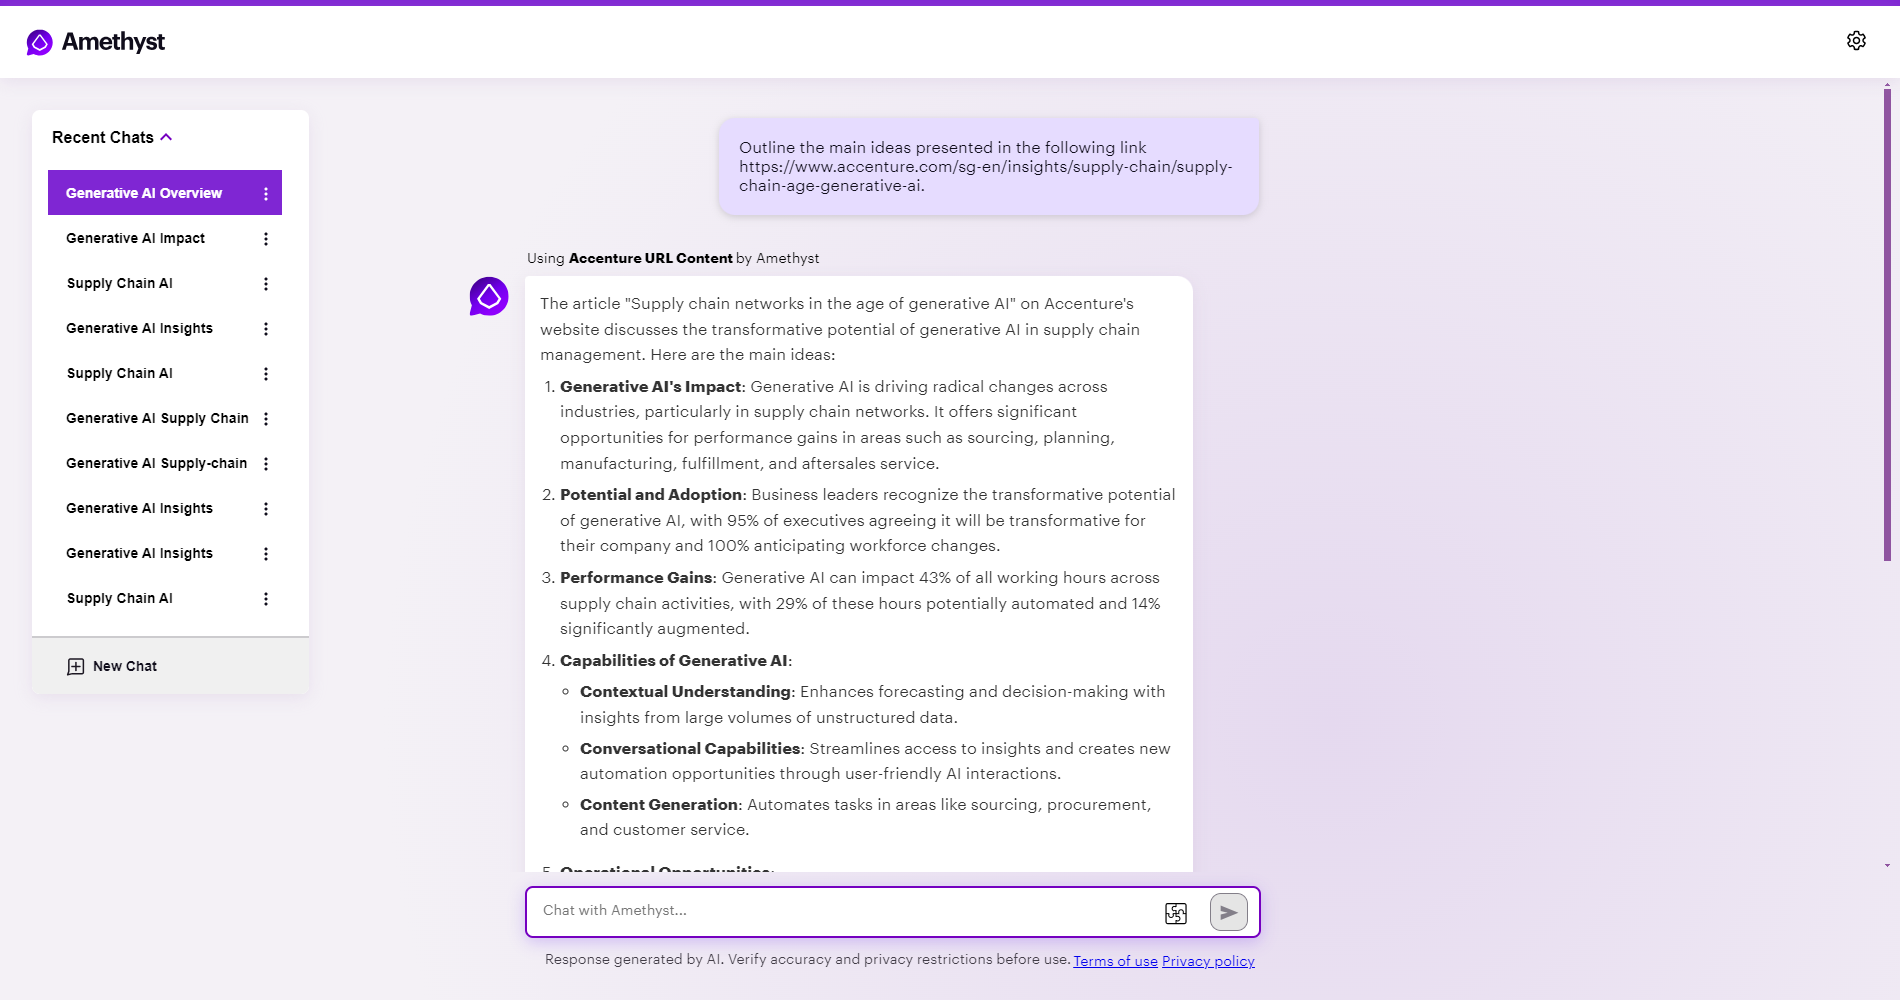 Amethyst
Recent Chats
Generative AI Overview
Generative AI Impact
Supply Chain AI
Generative AI Insights
Supply Chain AI
Generative AI Supply Chain
Generative AI Supply-chain
Generative AI Insights
Generative AI Insights
Supply Chain AI
New Chat
Outline the main ideas presented in the following link
https://www.accenture.com/sg-en/insights/supply-chain/supply-
chain-age-generative-ai.
Using Accenture URL Content by Amethyst
The article "Supply chain networks in the age of generative AI" on Accenture's
website discusses the transformative potential of generative AI in supply chain
management. Here are the main ideas:
1. Generative AI's Impact: Generative AI is driving radical changes across
industries, particularly in supply chain networks. It offers significant
opportunities for performance gains in areas such as sourcing, planning,
manufacturing, fulfillment, and aftersales service.
2. Potential and Adoption: Business leaders recognize the transformative potential
of generative AI, with 95% of executives agreeing it will be transformative for
their company and 100% anticipating workforce changes.
3. Performance Gains: Generative AI can impact 43% of all working hours across
supply chain activities, with 29% of these hours potentially automated and 14%
significantly augmented.
4. Capabilities of Generative AI:
Contextual Understanding: Enhances forecasting and decision-making with
insights from large volumes of unstructured data.
Conversational Capabilities: Streamlines access to insights and creates new
automation opportunities through user-friendly AI interactions.
Content Generation: Automates tasks in areas like sourcing, procurement,
and customer service.
5. Operational Opportunities:
Chat with Amethyst...
Response generated by AI. Verify accuracy and privacy restrictions before use. Terms of use Privacy policy